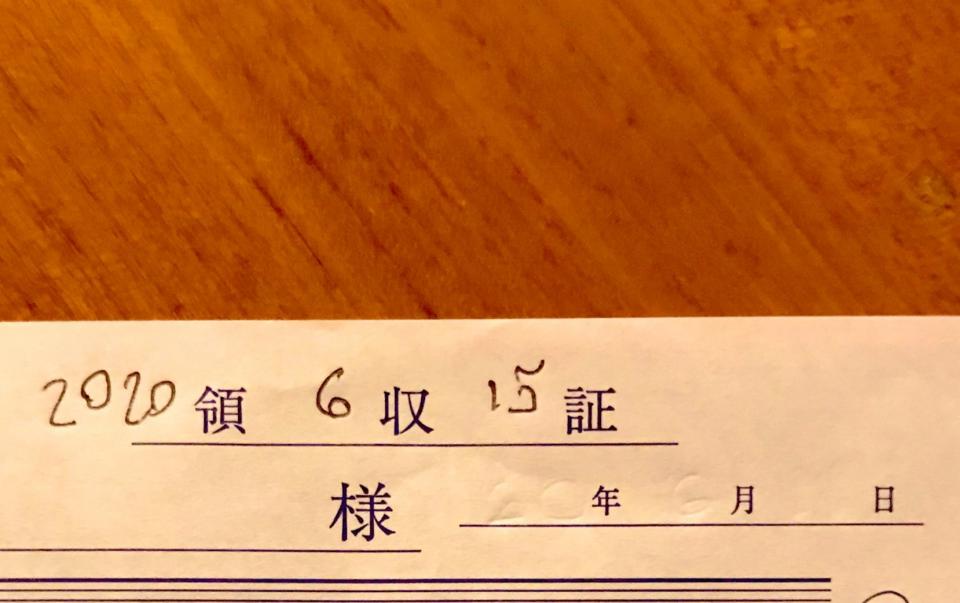 2020 領 6 収 15 証
様 年 月 日